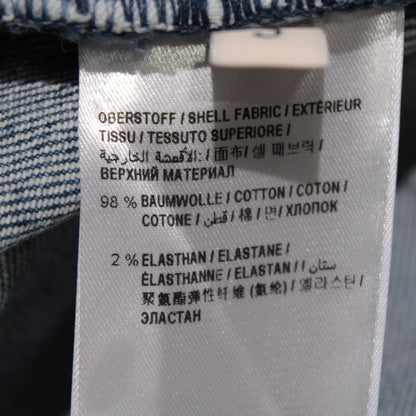 OBERSTOFF / SHELL FABRIC / EXTÉRIEUR
TISSU / TESSUTO SUPERIORE /
الأقمشة الخارجية / 面布 / 셸 패브릭 /
ВЕРХНИЙ МАТЕРИАЛ
98 % BAUMWOLLE / COTTON / COTON /
COTONE / قطن / 棉 / 면 / ХЛОПОК
2 % ELASTHAN / ELASTANE /
ÉLASTHANNE / ELASTAN / / ستان
聚氨酯弹性纤维 (氨纶) / 엘라스틴 /
ЭЛАСТАН